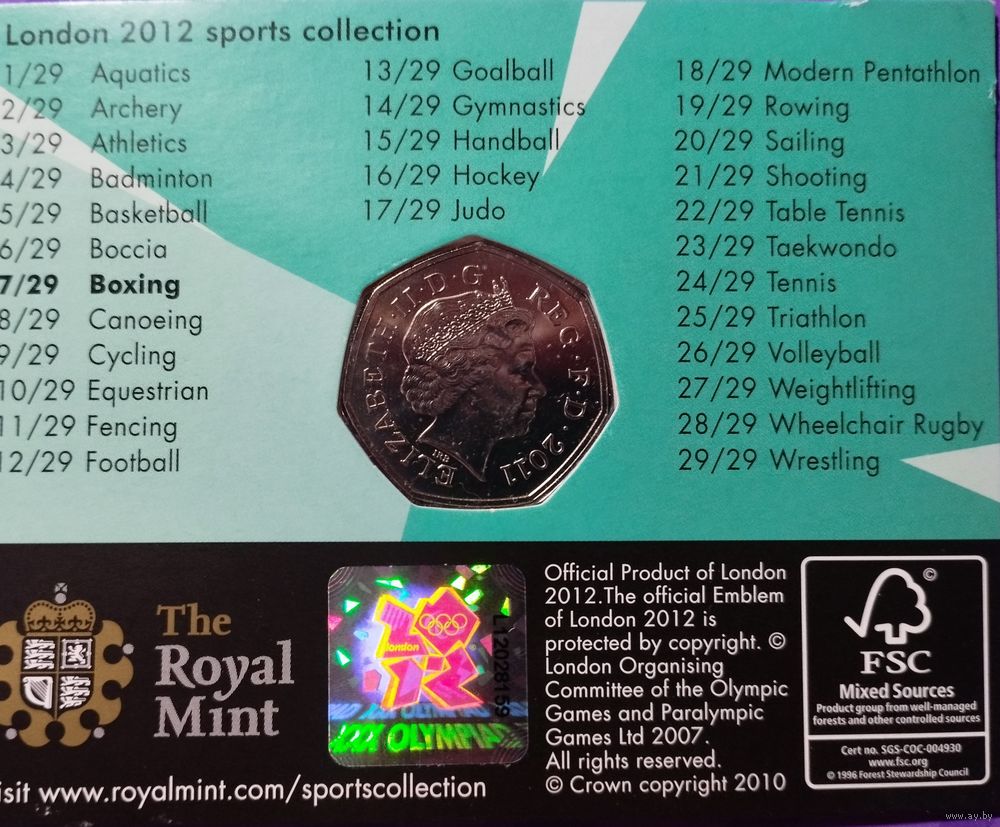 London 2012 sports collection
1/29 Aquatics
2/29 Archery
3/29 Athletics
4/29 Badminton
5/29 Basketball
6/29 Boccia
7/29 Boxing
8/29 Canoeing
9/29 Cycling
10/29 Equestrian
11/29 Fencing
12/29 Football
13/29 Goalball
14/29 Gymnastics
15/29 Handball
16/29 Hockey
17/29 Judo
18/29 Modern Pentathlon
19/29 Rowing
20/29 Sailing
21/29 Shooting
22/29 Table Tennis
23/29 Taekwondo
24/29 Tennis
25/29 Triathlon
26/29 Volleyball
27/29 Weightlifting
28/29 Wheelchair Rugby
29/29 Wrestling
ELIZABETH·II·D·G REG·F·D·2011
IRB
The
Royal
Mint
isit www.royalmint.com/sportscollection
london
L12028159
XXX OLYMPIA
Official Product of London
2012.The official Emblem
of London 2012 is
protected by copyright. ©
London Organising
Committee of the Olympic
Games and Paralympic
Games Ltd 2007.
All rights reserved.
© Crown copyright 2010
©
FSC
Mixed Sources
Product group from well-managed
forests and other controlled sources
Cert no. SGS-COC-004930
www.fsc.org
© 1996 Forest Stewardship Council
www.ay.by